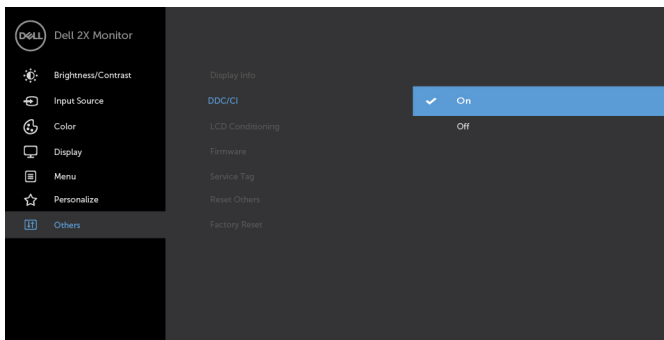 DELL Dell 2X Monitor
Brightness/Contrast
Display Info
Input Source
DDC/CI
On
Color
LCD Conditioning
Off
Display
Firmware
Menu
Service Tag
Personalize
Reset Others
Others
Factory Reset